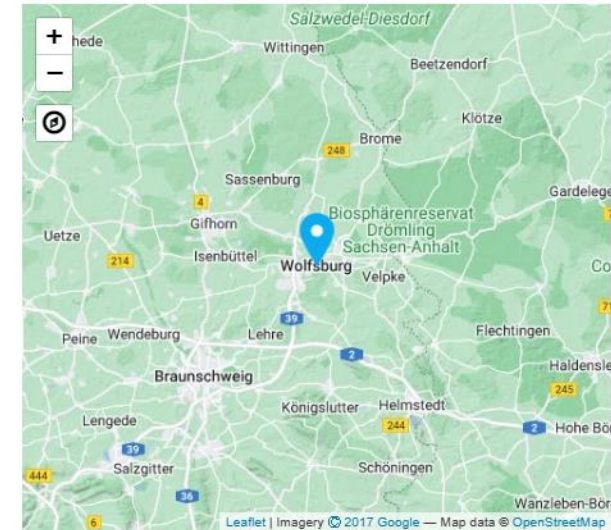 Salzwedel-Diesdorf
+
hede
Wittingen
−
Beetzendorf
Klötze
Brome
248
Sassenburg
Gardelege
4
Gifhorn
Biosphärenreservat
Drömling
Sachsen-Anhalt
Uetze
Isenbüttel
214
Wolfsburg
Velpke
Co
71
39
Peine
Wendeburg
Lehre
Flechtingen
2
Haldensle
Braunschweig
245
Königslutter
Helmstedt
Lengede
244
2
Hohe Bör
39
Salzgitter
Schöningen
444
36
Wanzleben-Bör
6
Leaflet | Imagery © 2017 Google — Map data © OpenStreetMap